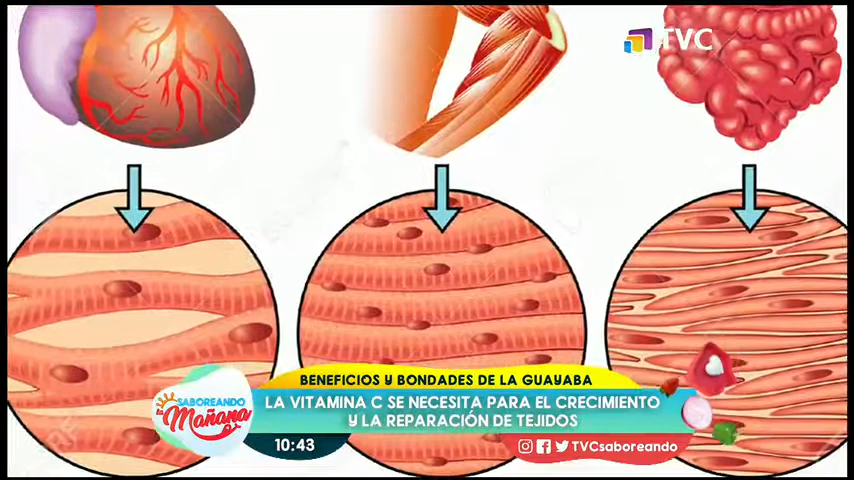 TVC
BENEFICIOS Y BONDADES DE LA GUAYABA
SABOREANDO
Mañana
LA VITAMINA C SE NECESITA PARA EL CRECIMIENTO
Y LA REPARACIÓN DE TEJIDOS
10:43
TVCsaboreando